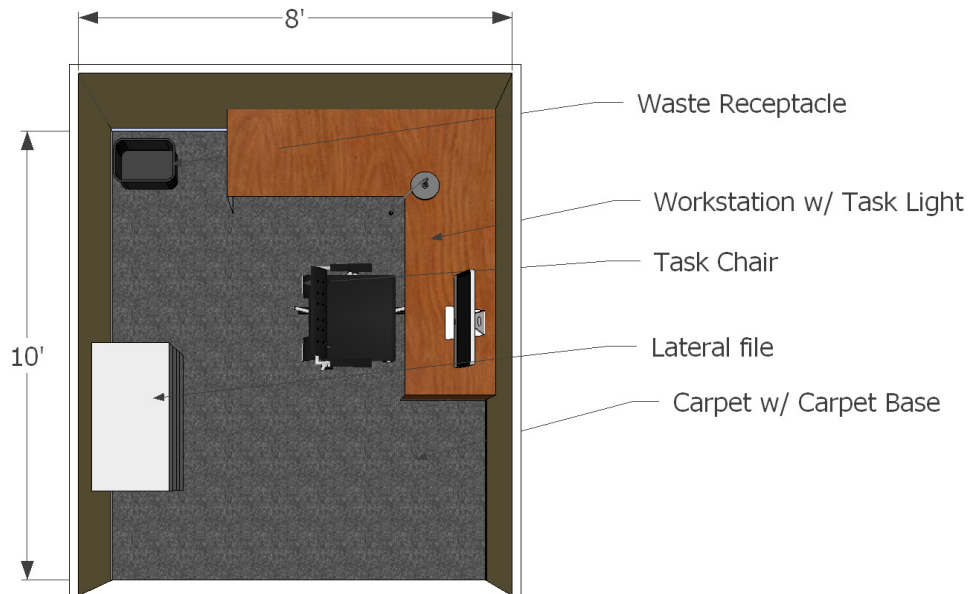 8'
Waste Receptacle
Workstation w/ Task Light
Task Chair
10'
Lateral file
Carpet w/ Carpet Base